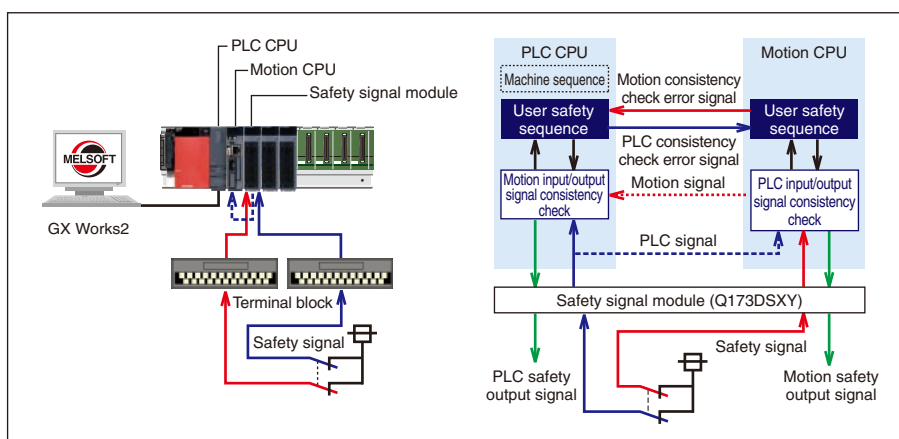 PLC CPU
Motion CPU
Safety signal module
MELSOFT
GX Works2
Terminal block
Safety signal
PLC CPU
Motion CPU
Machine sequence
Motion consistency
check error signal
User safety
sequence
User safety
sequence
PLC consistency
check error signal
Motion input/output
signal consistency
check
Motion signal
PLC input/output
signal consistency
check
PLC signal
Safety signal module (Q173DSXY)
Safety signal
PLC safety
output signal
Motion safety
output signal